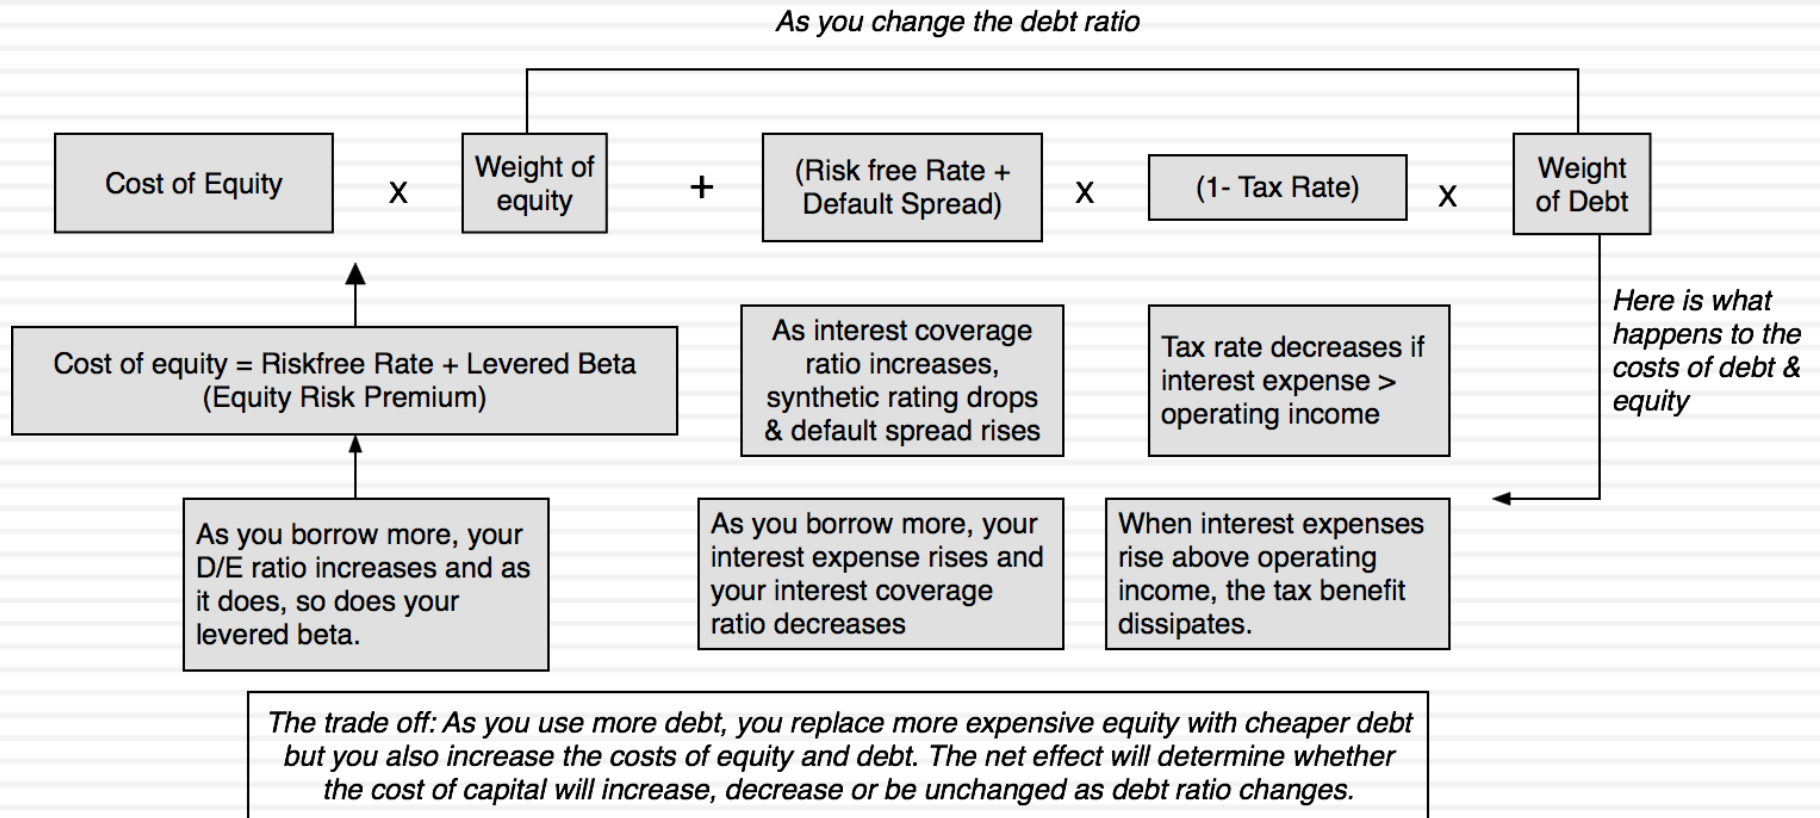 As you change the debt ratio
Cost of Equity
x
Weight of
equity
+
(Risk free Rate +
Default Spread)
x
(1- Tax Rate)
x
Weight
of Debt
Here is what
happens to the
costs of debt &
equity
Cost of equity = Riskfree Rate + Levered Beta
(Equity Risk Premium)
As interest coverage
ratio increases,
synthetic rating drops
& default spread rises
Tax rate decreases if
interest expense >
operating income
As you borrow more, your
D/E ratio increases and as
it does, so does your
levered beta.
As you borrow more, your
interest expense rises and
your interest coverage
ratio decreases
When interest expenses
rise above operating
income, the tax benefit
dissipates.
The trade off: As you use more debt, you replace more expensive equity with cheaper debt
but you also increase the costs of equity and debt. The net effect will determine whether
the cost of capital will increase, decrease or be unchanged as debt ratio changes.